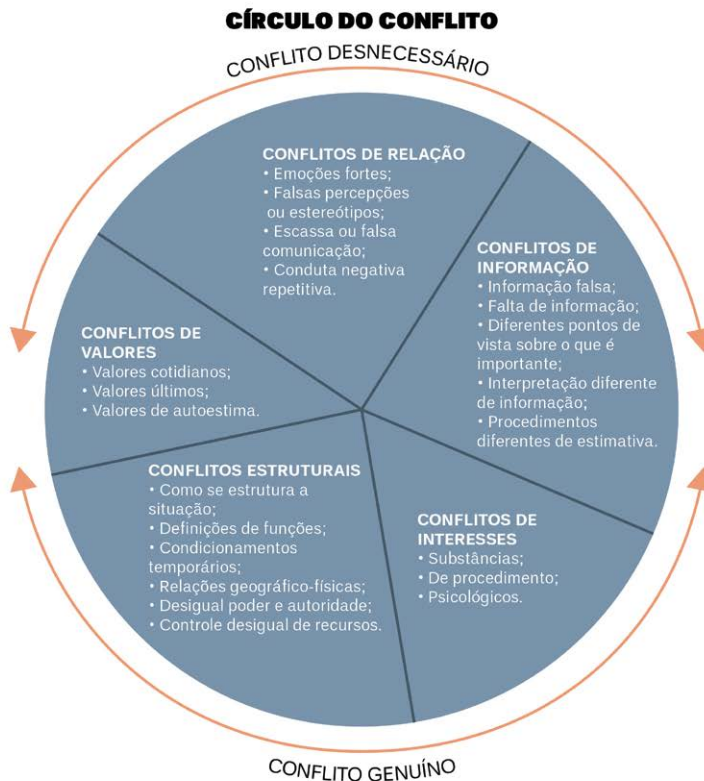 CÍRCULO DO CONFLITO
CONFLITO DESNECESSÁRIO
CONFLITOS DE RELAÇÃO
• Emoções fortes;
• Falsas percepções
ou estereótipos;
• Escassa ou falsa
comunicação;
• Conduta negativa
repetitiva.
CONFLITOS DE
INFORMAÇÃO
• Informação falsa;
• Falta de informação;
• Diferentes pontos de
vista sobre o que é
importante;
• Interpretação diferente
de informação;
• Procedimentos
diferentes de estimativa.
CONFLITOS DE
VALORES
• Valores cotidianos;
• Valores últimos;
• Valores de autoestima.
CONFLITOS ESTRUTURAIS
• Como se estrutura a
situação;
• Definições de funções;
• Condicionamentos
temporários;
• Relações geográfico-físicas;
• Desigual poder e autoridade;
• Controle desigual de recursos.
CONFLITOS DE
INTERESSES
• Substâncias;
• De procedimento;
• Psicológicos.
CONFLITO GENUÍNO